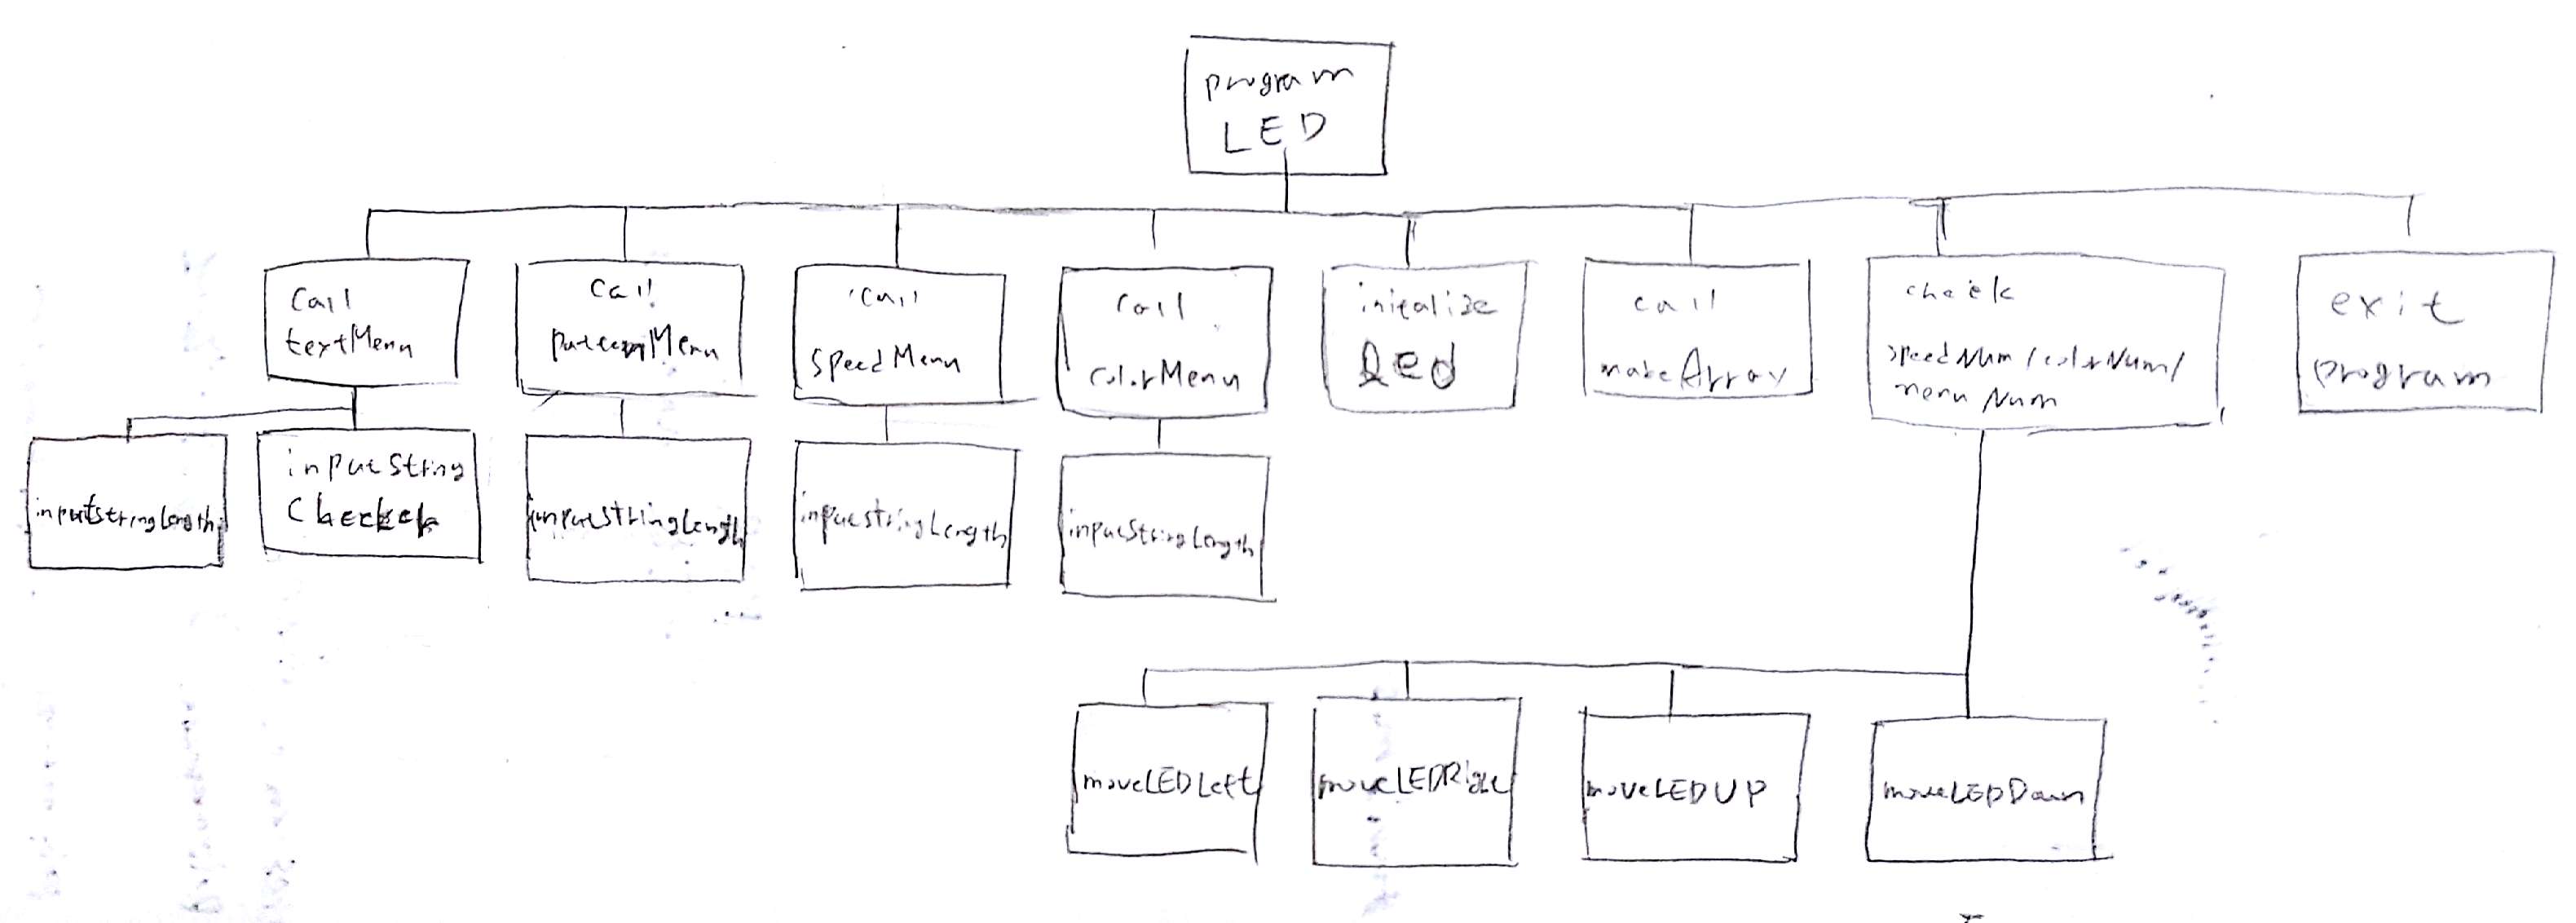 program
LED
Call
textMenu
Call
patternMenu
Call
speedMenu
Call
colorMenu
initalize
led
call
makeArray
check
speedNum/colorNum/
menuNum
exit
program
inputStringLength
inputString
Checker
inputStringLength
inputStringLength
inputStringLength
moveLEDLeft
moveLEDRight
moveLEDUP
moveLEDDown